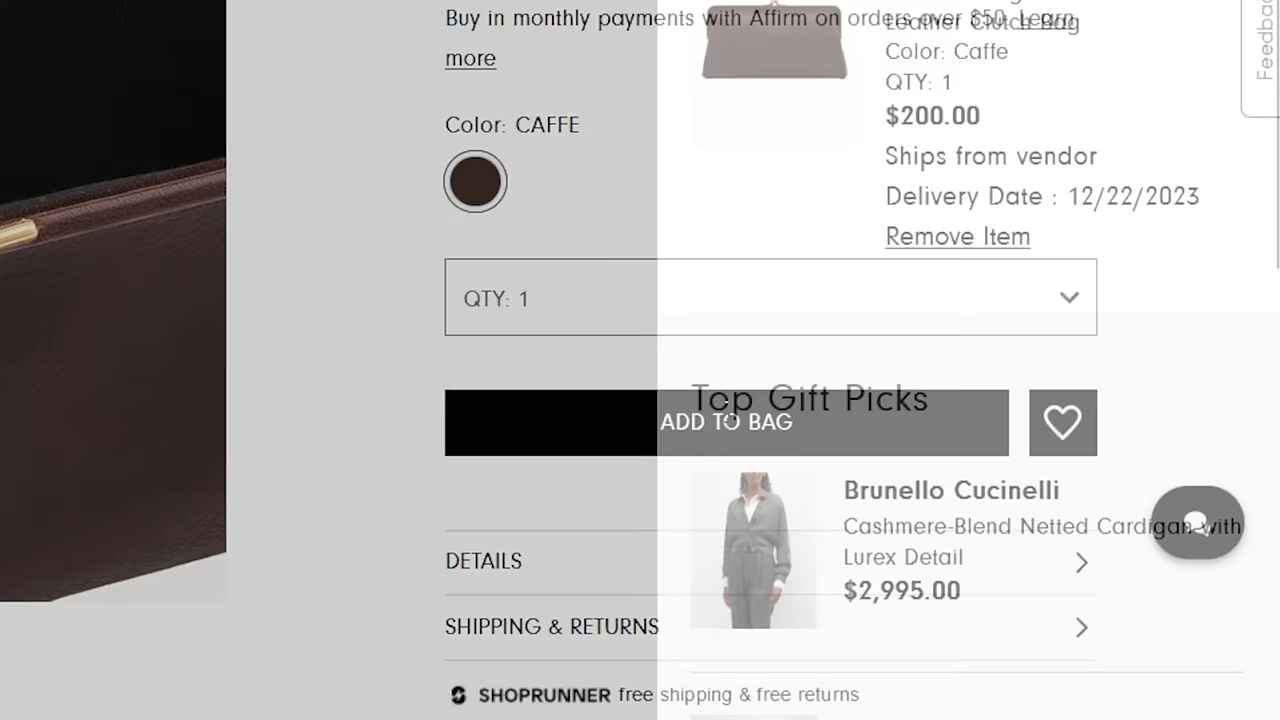 Buy in monthly payments with Affirm on orders over $50. Learn
more
Color: CAFFE
QTY: 1
ADD TO BAG
DETAILS
SHIPPING & RETURNS
SHOPRUNNER free shipping & free returns
Leather Clutch Bag
Color: Caffe
QTY: 1
$200.00
Ships from vendor
Delivery Date : 12/22/2023
Remove Item
Top Gift Picks
Brunello Cucinelli
Cashmere-Blend Netted Cardigan with
Lurex Detail
$2,995.00